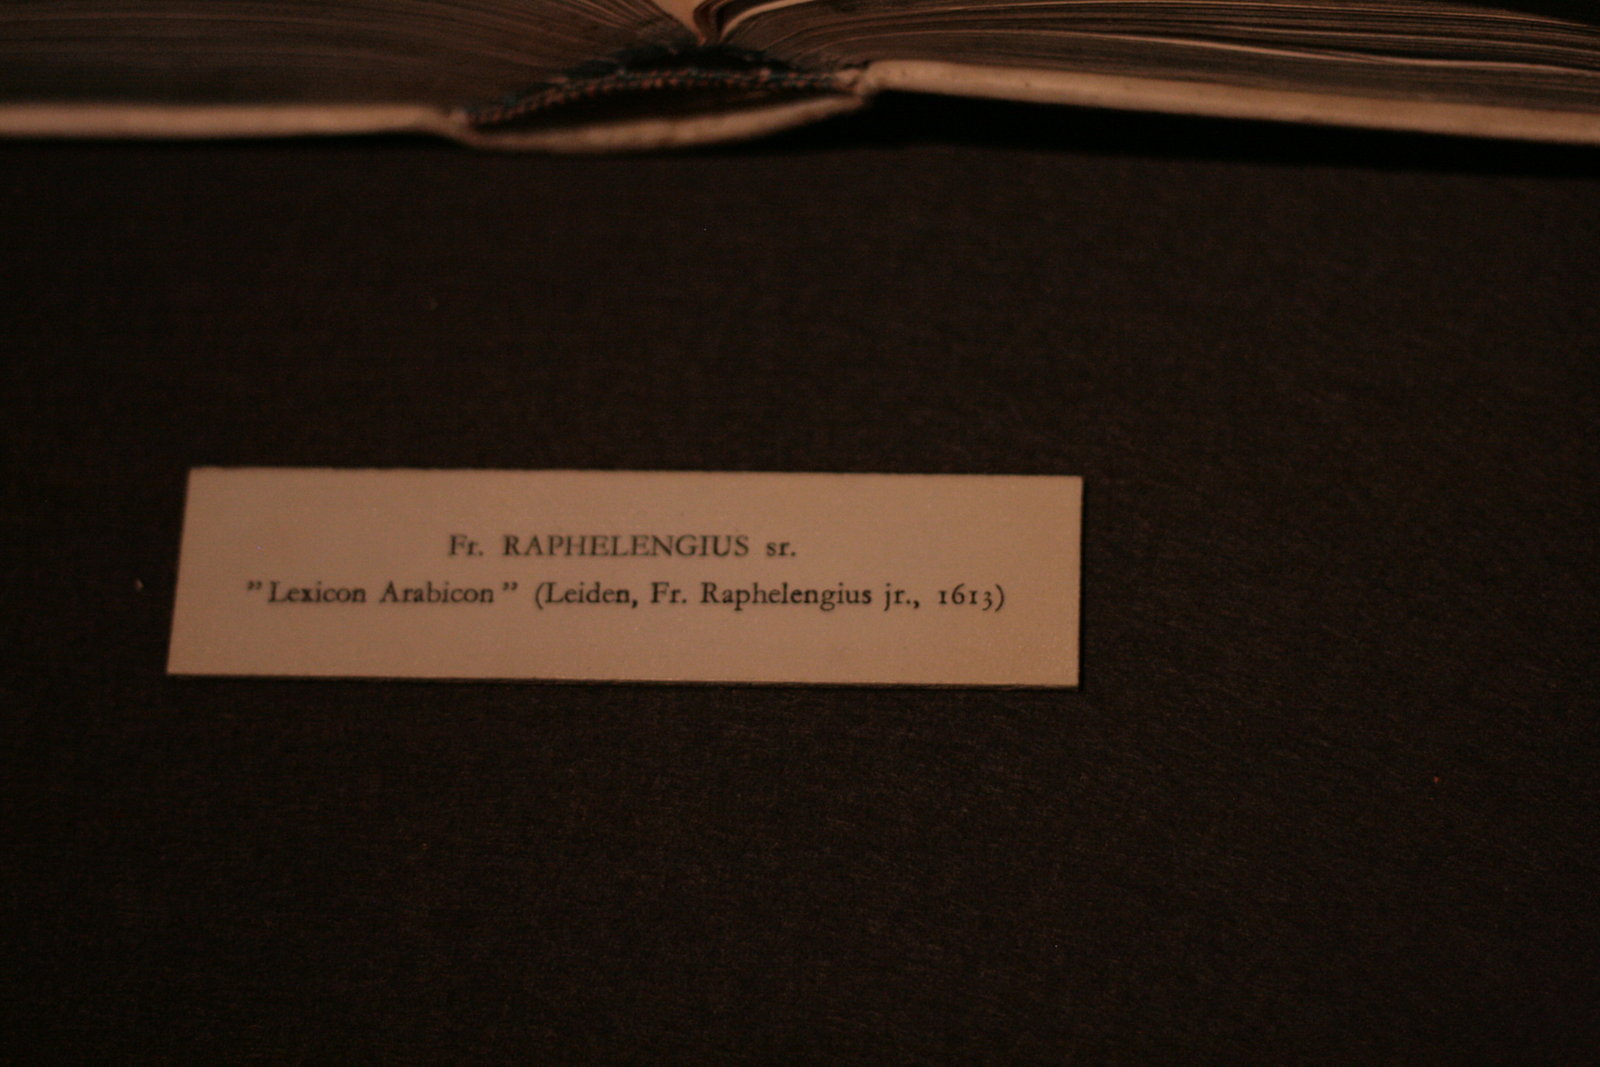 Fr. RAPHELENGIUS sr.
”Lexicon Arabicon” (Leiden, Fr. Raphelengius jr., 1613)